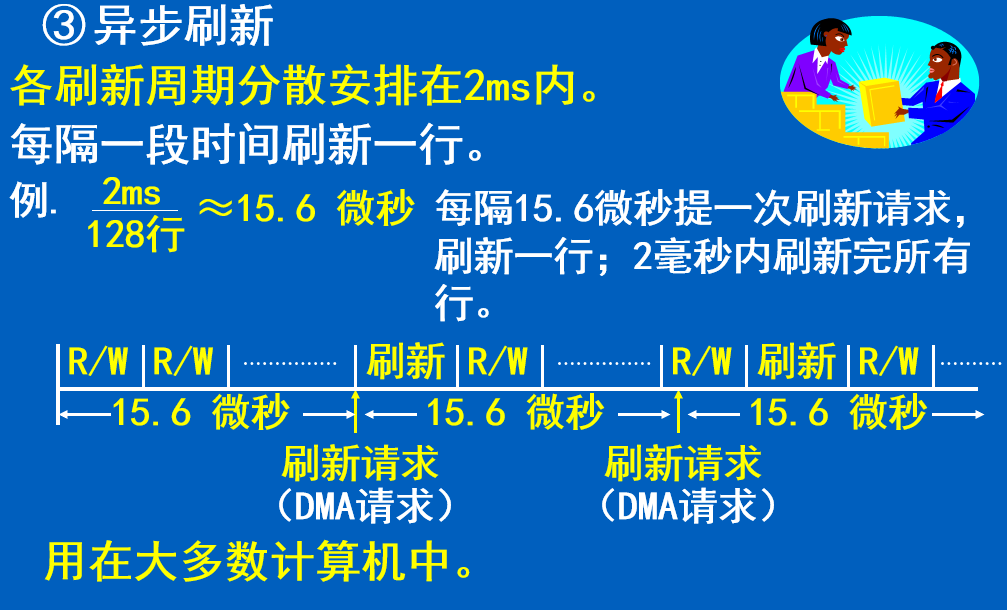 ③异步刷新
各刷新周期分散安排在2ms内。
每隔一段时间刷新一行。
例. 2ms
128行
≈15.6 微秒
每隔15.6微秒提一次刷新请求，
刷新一行；2毫秒内刷新完所有
行。
R/W R/W ............... 刷新 R/W ............... R/W 刷新 R/W ..........
15.6 微秒 15.6 微秒 15.6 微秒
刷新请求 刷新请求
（DMA请求） （DMA请求）
用在大多数计算机中。